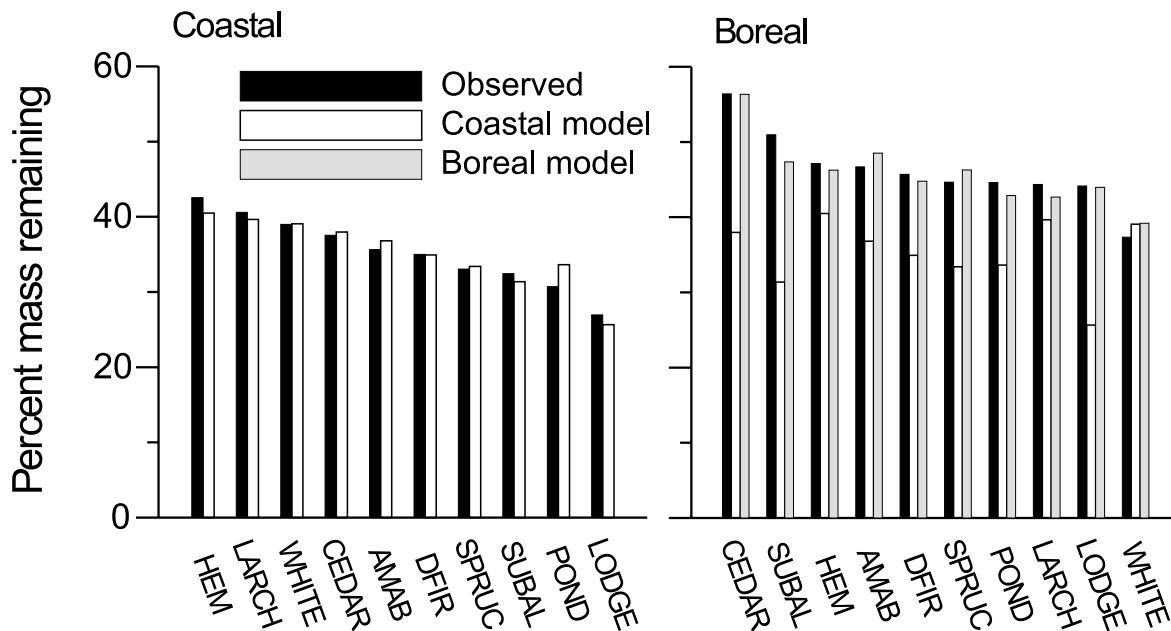 Coastal
Boreal
60
40
20
0
Percent mass remaining
Observed
Coastal model
Boreal model
HEM
LARCH
WHITE
CEDAR
AMAB
DFIR
SPRUC
SUBAL
POND
LODGE
CEDAR
SUBAL
HEM
AMAB
DFIR
SPRUC
POND
LARCH
LODGE
WHITE